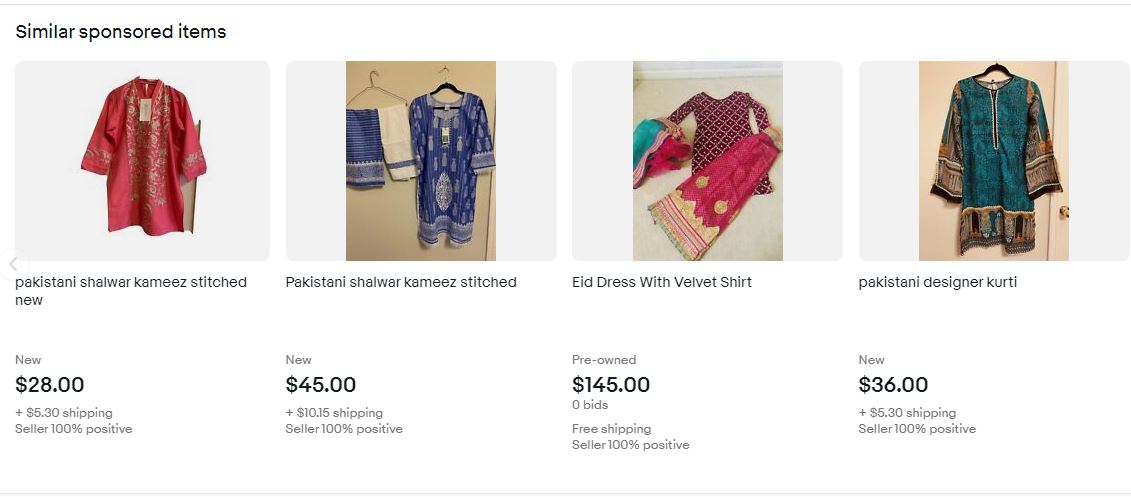 Similar sponsored items
pakistani shalwar kameez stitched
new
New
$28.00
+ $5.30 shipping
Seller 100% positive
Pakistani shalwar kameez stitched
New
$45.00
+ $10.15 shipping
Seller 100% positive
Eid Dress With Velvet Shirt
Pre-owned
$145.00
0 bids
Free shipping
Seller 100% positive
pakistani designer kurti
New
$36.00
+ $5.30 shipping
Seller 100% positive